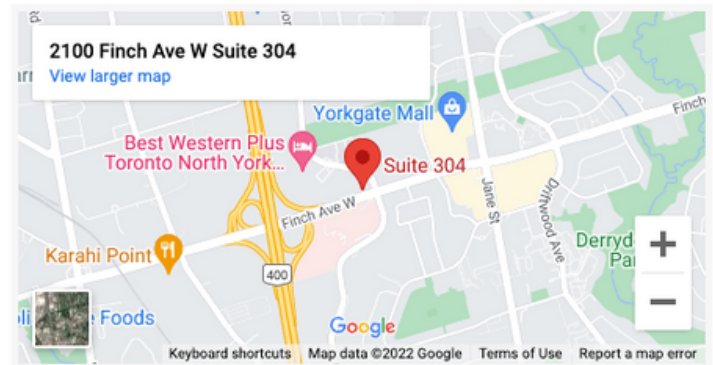 2100 Finch Ave W Suite 304
View larger map
Yorkgate Mall
Finch
Best Western Plus
Toronto North York...
Suite 304
Finch Ave W
Jane St
Driftwood Ave
Karahi Point
400
Derryd
Pa
e Foods
Google
Keyboard shortcuts
Map data ©2022 Google
Terms of Use
Report a map error